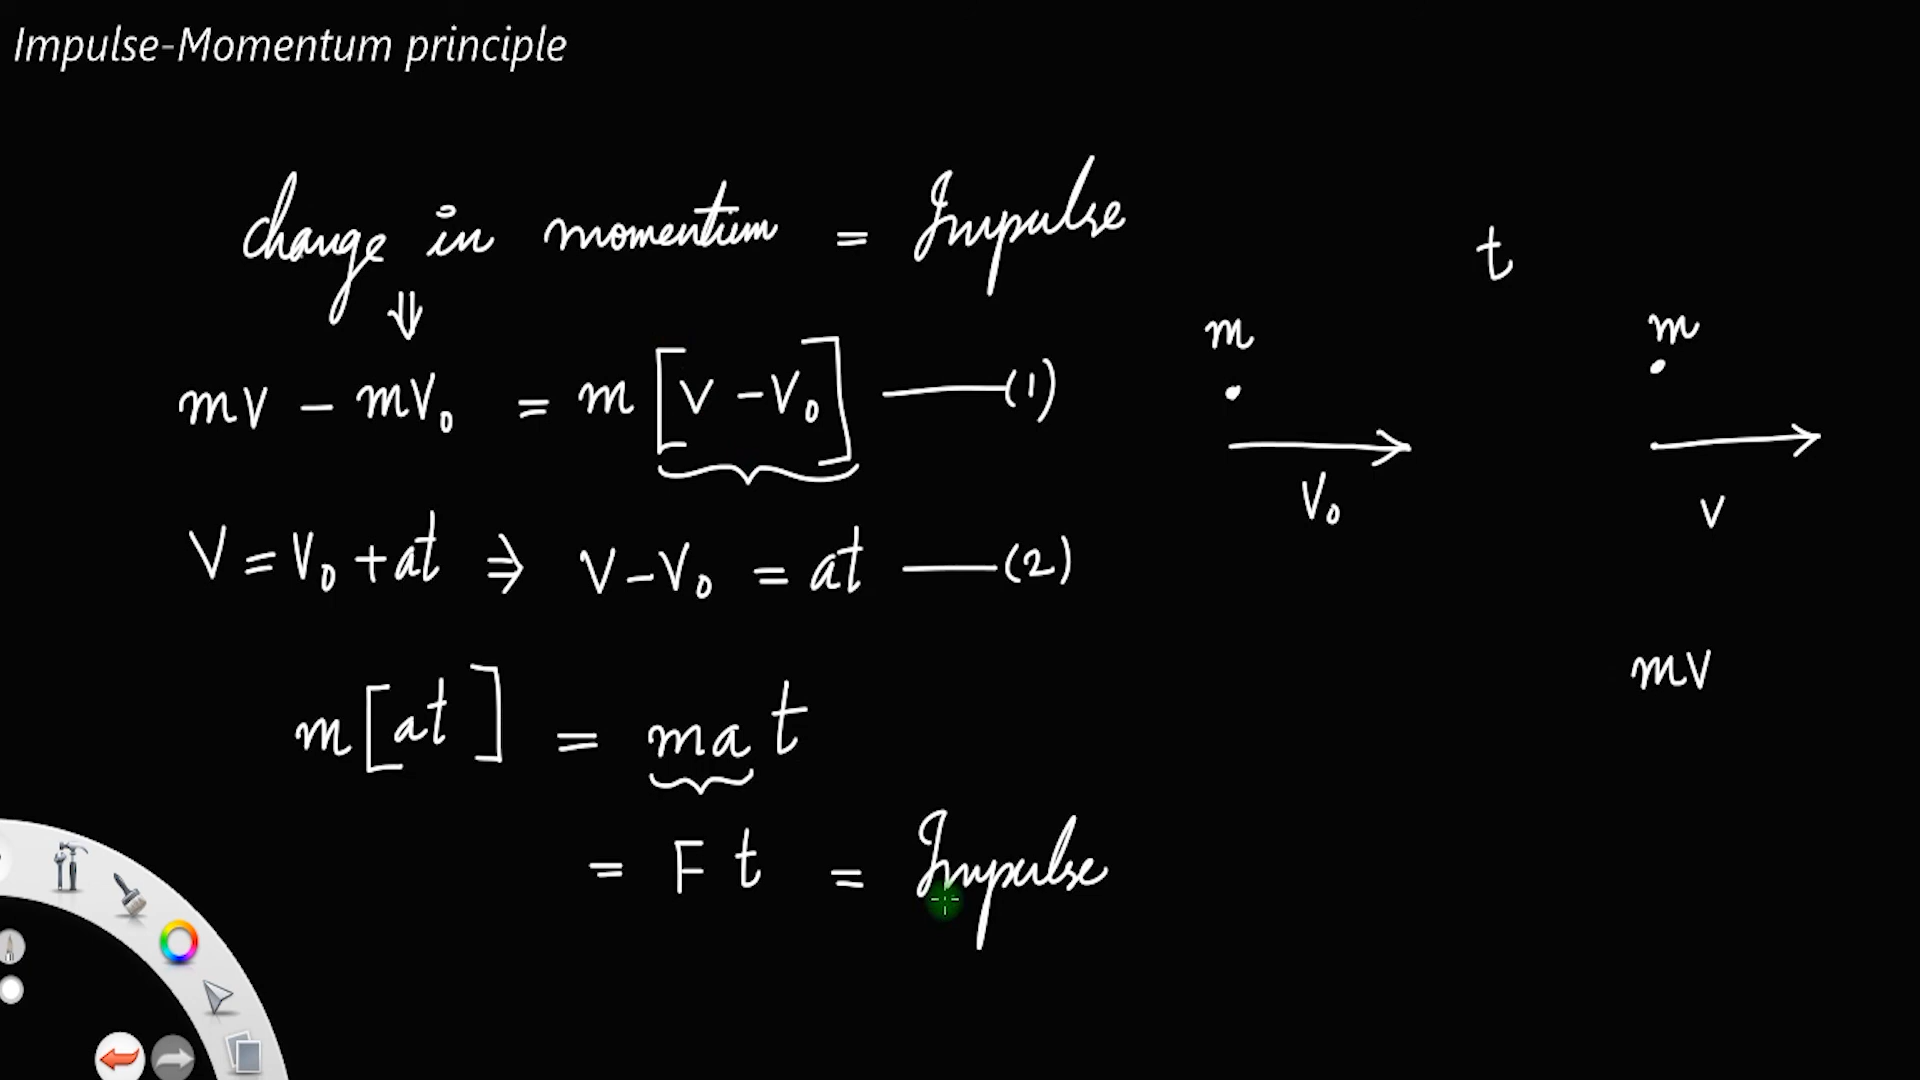 Impulse-Momentum principle
change in momentum = Impulse
⇓
mV - mV₀ = m [V - V₀] —— (1)
V = V₀ + at ⇒ V - V₀ = at —— (2)
m [at] = ma t
= F t = Impulse
t
m m
V₀ V
mV